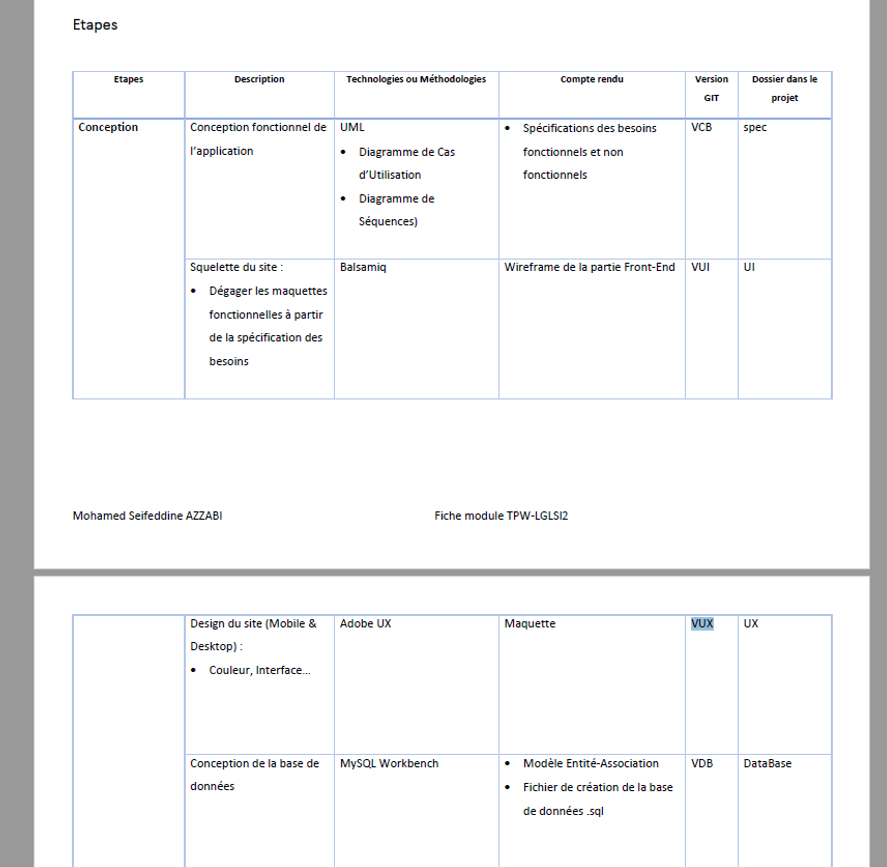 Etapes
Etapes
Description
Technologies ou Méthodologies
Compte rendu
Version
GIT
Dossier dans le
projet
Conception
Conception fonctionnel de
l'application
UML
• Diagramme de Cas
d'Utilisation
• Diagramme de
Séquences)
• Spécifications des besoins
fonctionnels et non
fonctionnels
VCB
spec
Squelette du site :
• Dégager les maquettes
fonctionnelles à partir
de la spécification des
besoins
Balsamiq
Wireframe de la partie Front-End
VUI
UI
Mohamed Seifeddine AZZABI
Fiche module TPW-LGLSI2
Design du site (Mobile &
Desktop) :
• Couleur, Interface...
Adobe UX
Maquette
VUX
UX
Conception de la base de
données
MySQL Workbench
• Modèle Entité-Association
• Fichier de création de la base
de données .sql
VDB
DataBase